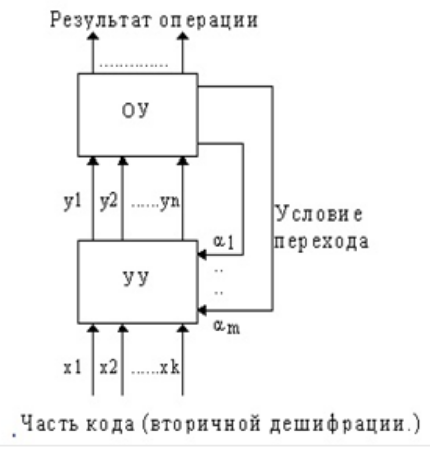 Результат операции
...............
ОУ
y1 y2 ......yn
α1
Условие
перехода
..
..
УУ
αm
x1 x2 ......xk
Часть кода (вторичной дешифрации.)